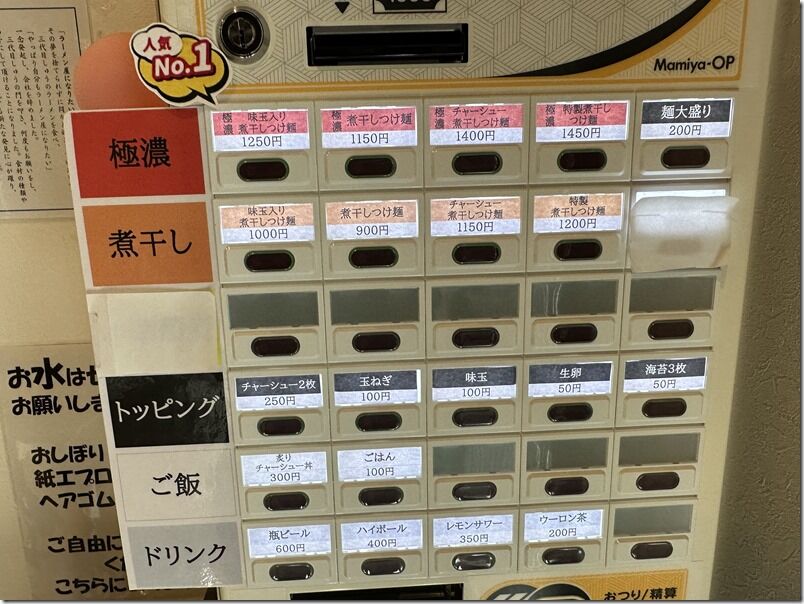 人気
No.1
Mamiya-OP
極濃
極濃 味玉入り
煮干しつけ麺
1250円
極濃 煮干しつけ麺
1150円
極濃 チャーシュー
煮干しつけ麺
1400円
極濃 特製煮干し
つけ麺
1450円
麺大盛り
200円
煮干し
味玉入り
煮干しつけ麺
1000円
煮干しつけ麺
900円
チャーシュー
煮干しつけ麺
1150円
特製
煮干しつけ麺
1200円
トッピング
チャーシュー2枚
250円
玉ねぎ
100円
味玉
100円
生卵
50円
海苔3枚
50円
ご飯
炙り
チャーシュー丼
300円
ごはん
100円
ドリンク
瓶ビール
600円
ハイボール
400円
レモンサワー
350円
ウーロン茶
200円
おつり/精算
お水はセ
お願いしま
おしぼり
紙エプロ
ヘアゴム
ご自由に
くだ
こちらに